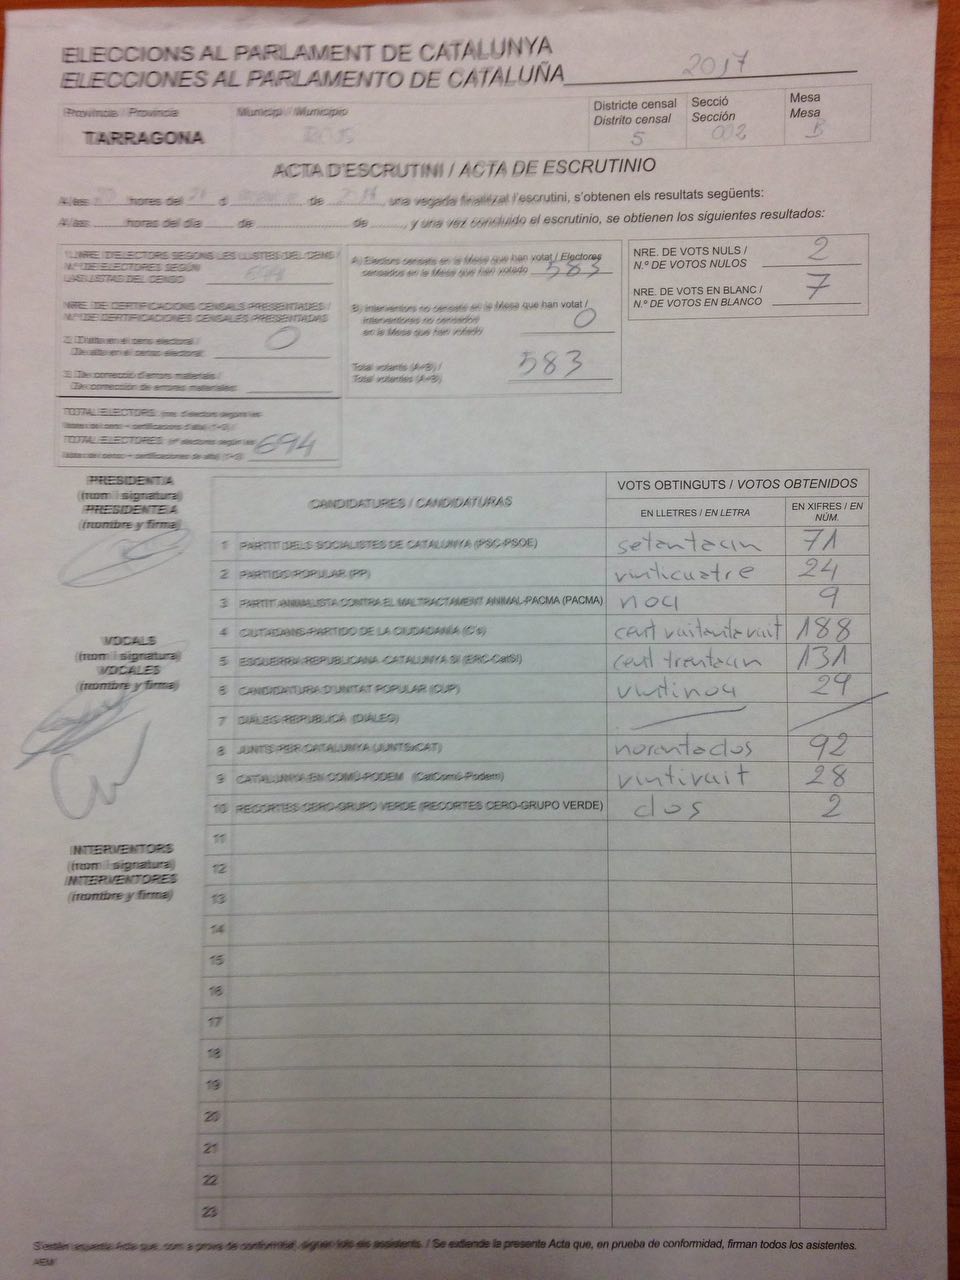 ELECCIONS AL PARLAMENT DE CATALUNYA
ELECCIONES AL PARLAMENTO DE CATALUÑA 2017
Província / Provincia
TARRAGONA
Municipi / Municipio
Districte censal
Distrito censal
5
Secció
Sección
002
Mesa
Mesa
B
ACTA D'ESCRUTINI / ACTA DE ESCRUTINIO
A les hores del d de, una vegada finalitzat l'escrutini, s'obtenen els resultats següents:
A las horas del día de de, y una vez concluido el escrutinio, se obtienen los siguientes resultados:
1) NRE. D'ELECTORS SEGONS LES LLISTES DEL CENS /
N.º DE ELECTORES SEGÚN
LAS LISTAS DEL CENSO 694
NRE. DE CERTIFICACIONS CENSALS PRESENTADES /
N.º DE CERTIFICACIONES CENSALES PRESENTADAS
2) D'alta en el cens electoral /
De alta en el censo electoral: 0
3) De correcció d'errors materials /
De corrección de errores materiales:
TOTAL ELECTORS: (nre. d'electors segons les
llistes del cens + certificacions d'alta) (1+2) /
TOTAL ELECTORES: (nº electores según las
listas del censo + certificaciones de alta) (1+2) 694
A) Electors censats en la Mesa que han votat / Electores
censados en la Mesa que han votado 583
B) Interventors no censats en la Mesa que han votat /
Interventores no censados
en la Mesa que han votado 0
Total votants (A+B) /
Total votantes (A+B) 583
NRE. DE VOTS NULS /
N.º DE VOTOS NULOS 2
NRE. DE VOTS EN BLANC /
N.º DE VOTOS EN BLANCO 7
PRESIDENT/A
(nom i signatura)
PRESIDENTE/A
(nombre y firma)
VOCALS
(nom i signatura)
VOCALES
(nombre y firma)
INTERVENTORS
(nom i signatura)
INTERVENTORES
(nombre y firma)
CANDIDATURES / CANDIDATURAS
VOTS OBTINGUTS / VOTOS OBTENIDOS
EN LLETRES / EN LETRA
EN XIFRES / EN
NÚM.
1 PARTIT DELS SOCIALISTES DE CATALUNYA (PSC-PSOE) setantaun 71
2 PARTIDO POPULAR (PP) vinticuatre 24
3 PARTIT ANIMALISTA CONTRA EL MALTRACTAMENT ANIMAL-PACMA (PACMA) nou 9
4 CIUTADANS-PARTIDO DE LA CIUDADANÍA (C's) cent vuitantavuit 188
5 ESQUERRA REPUBLICANA-CATALUNYA SÍ (ERC-CatSí) cent trentaun 131
6 CANDIDATURA D'UNITAT POPULAR (CUP) vintinou 29
7 DIÀLEG REPÚBLICA (DIÀLEG)
8 JUNTS PER CATALUNYA (JUNTSxCAT) norantados 92
9 CATALUNYA EN COMÚ-PODEM (CatComú-Podem) vintivuit 28
10 RECORTES CERO-GRUPO VERDE (RECORTES CERO-GRUPO VERDE) dos 2
11
12
13
14
15
16
17
18
19
20
21
22
23
S'estén aquesta Acta que, com a prova de conformitat, signen tots els assistents. / Se extiende la presente Acta que, en prueba de conformidad, firman todos los asistentes.